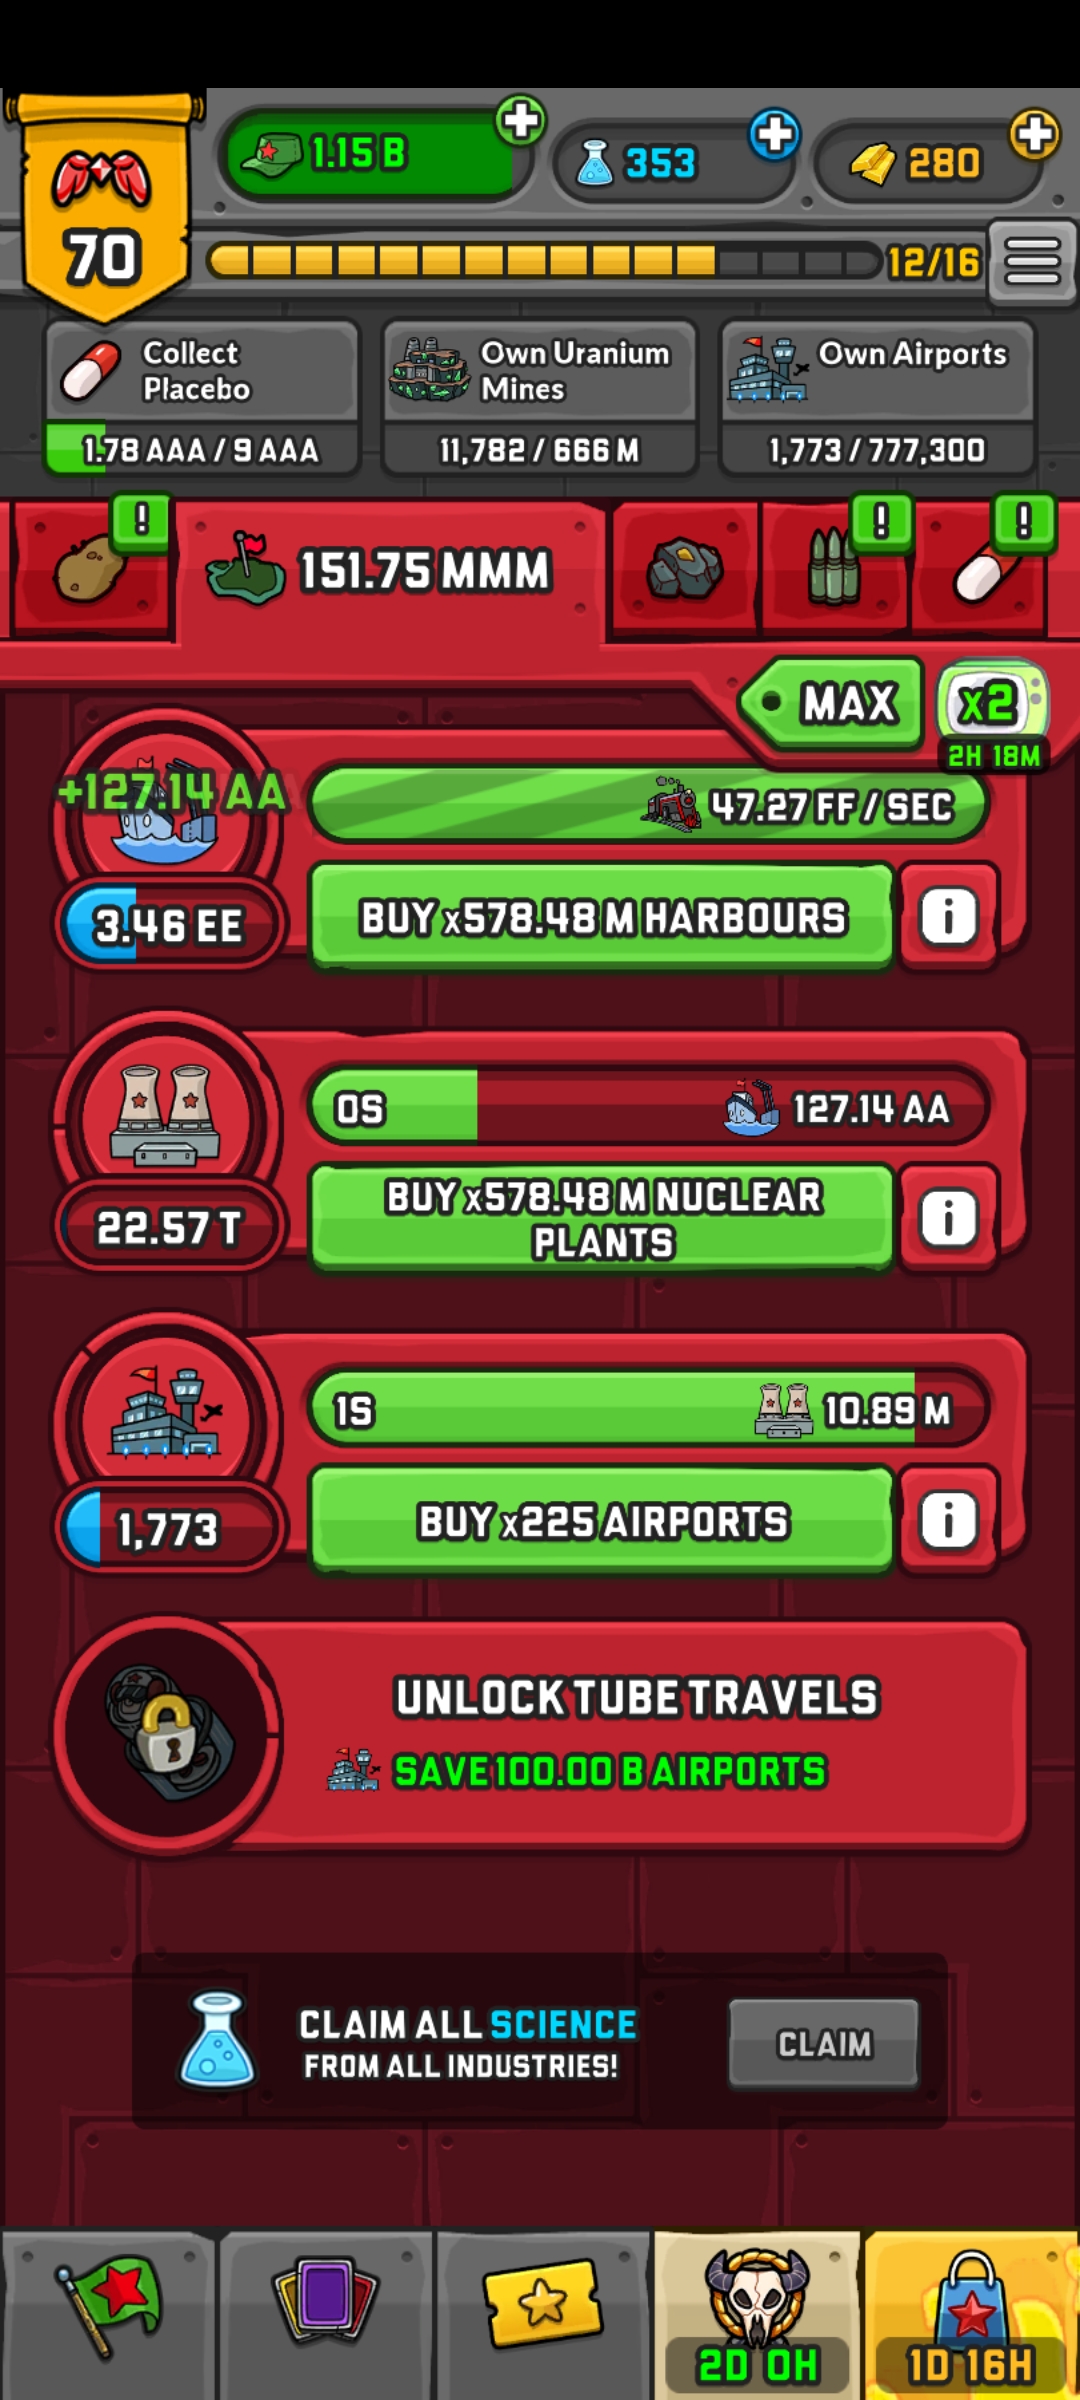 1.15 B
353
280
70
12/16
Collect
Placebo
Own Uranium
Mines
Own Airports
1.78 AAA / 9 AAA
11,782 / 666 M
1,773 / 777,300
!
151.75 MMM
!
!
MAX
x2
2H 18M
+127.14 AA
47.27 FF / SEC
3.46 EE
BUY x578.48 M HARBOURS
i
0S
127.14 AA
22.57 T
BUY x578.48 M NUCLEAR
PLANTS
i
1S
10.89 M
1,773
BUY x225 AIRPORTS
i
UNLOCK TUBE TRAVELS
SAVE 100.00 B AIRPORTS
CLAIM ALL SCIENCE
FROM ALL INDUSTRIES!
CLAIM
2D 0H
1D 16H